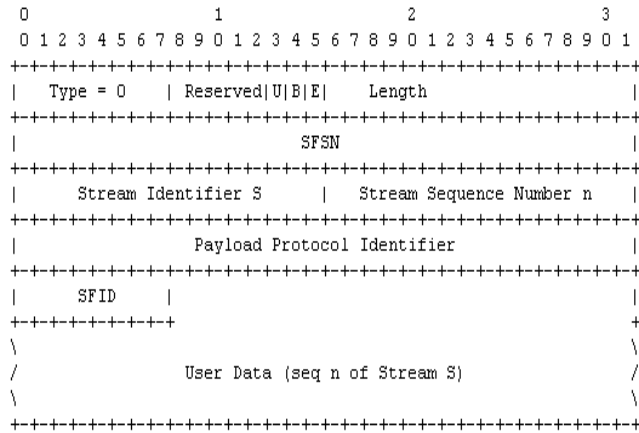 0                   1                   2                   3
0 1 2 3 4 5 6 7 8 9 0 1 2 3 4 5 6 7 8 9 0 1 2 3 4 5 6 7 8 9 0 1
+-+-+-+-+-+-+-+-+-+-+-+-+-+-+-+-+-+-+-+-+-+-+-+-+-+-+-+-+-+-+-+-+
|   Type = 0    | Reserved|U|B|E|    Length                     |
+-+-+-+-+-+-+-+-+-+-+-+-+-+-+-+-+-+-+-+-+-+-+-+-+-+-+-+-+-+-+-+-+
|                             SFSN                              |
+-+-+-+-+-+-+-+-+-+-+-+-+-+-+-+-+-+-+-+-+-+-+-+-+-+-+-+-+-+-+-+-+
|      Stream Identifier S      |   Stream Sequence Number n    |
+-+-+-+-+-+-+-+-+-+-+-+-+-+-+-+-+-+-+-+-+-+-+-+-+-+-+-+-+-+-+-+-+
|                  Payload Protocol Identifier                  |
+-+-+-+-+-+-+-+-+-+-+-+-+-+-+-+-+-+-+-+-+-+-+-+-+-+-+-+-+-+-+-+-+
|      SFID     |                                               |
+-+-+-+-+-+-+-+-+                                               +
\                                                               \
/                 User Data (seq n of Stream S)                 /
\                                                               \
+-+-+-+-+-+-+-+-+-+-+-+-+-+-+-+-+-+-+-+-+-+-+-+-+-+-+-+-+-+-+-+-+